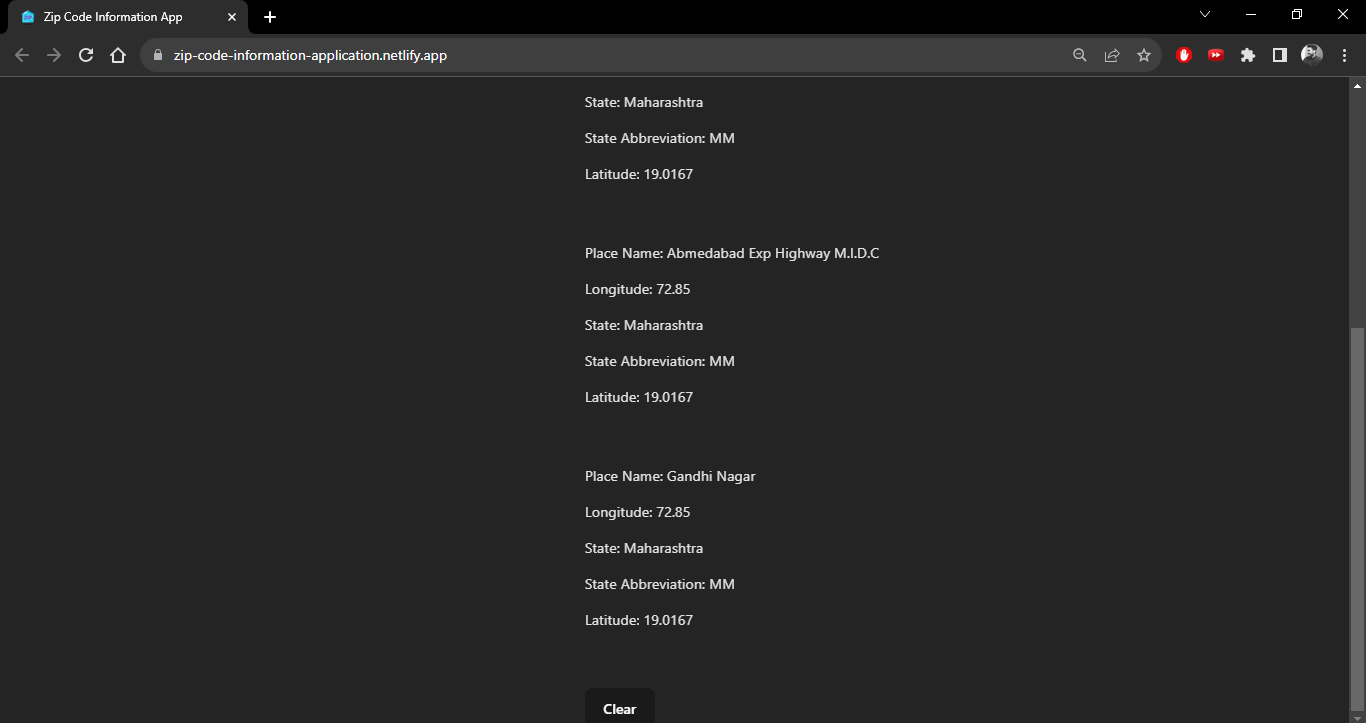 Zip Code Information App
zip-code-information-application.netlify.app
State: Maharashtra
State Abbreviation: MM
Latitude: 19.0167
Place Name: Abmedabad Exp Highway M.I.D.C
Longitude: 72.85
State: Maharashtra
State Abbreviation: MM
Latitude: 19.0167
Place Name: Gandhi Nagar
Longitude: 72.85
State: Maharashtra
State Abbreviation: MM
Latitude: 19.0167
Clear